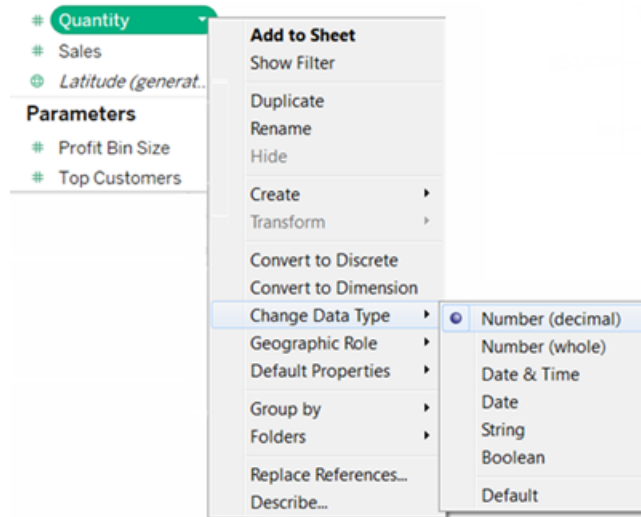 # Quantity
# Sales
Latitude (generat..
Parameters
# Profit Bin Size
# Top Customers
Add to Sheet
Show Filter
Duplicate
Rename
Hide
Create
Transform
Convert to Discrete
Convert to Dimension
Change Data Type
Geographic Role
Default Properties
Group by
Folders
Replace References...
Describe...
Number (decimal)
Number (whole)
Date & Time
Date
String
Boolean
Default